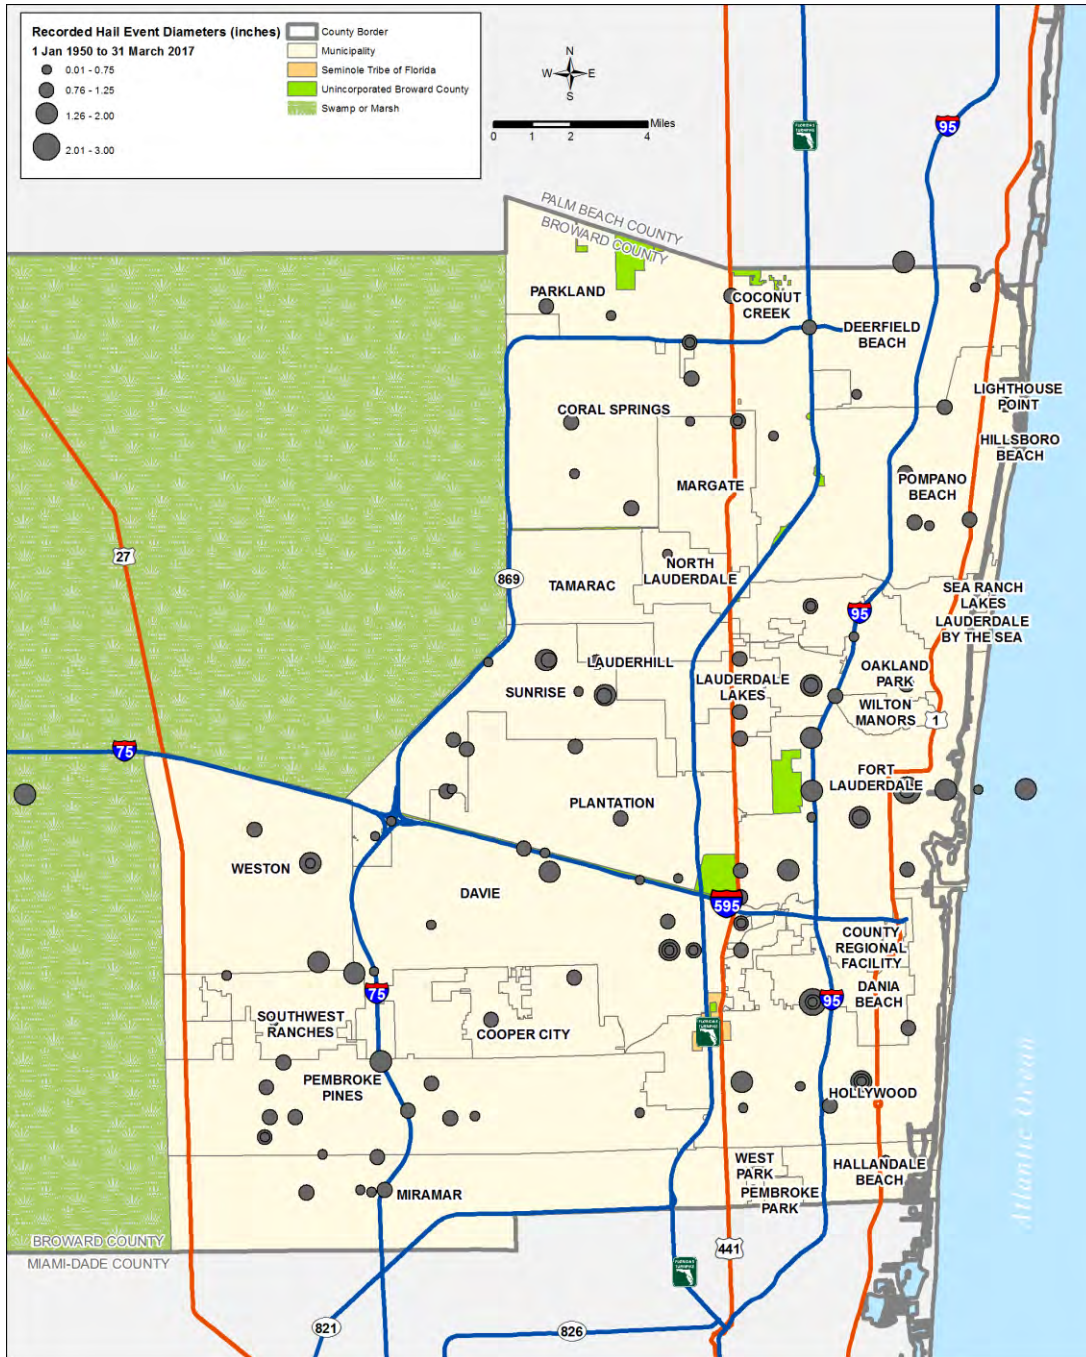 Recorded Hail Event Diameters (inches)
1 Jan 1950 to 31 March 2017
0.01 - 0.75
0.76 - 1.25
1.26 - 2.00
2.01 - 3.00
County Border
Municipality
Seminole Tribe of Florida
Unincorporated Broward County
Swamp or Marsh
N
W E
S
Miles
0 1 2 4
95
PALM BEACH COUNTY
BROWARD COUNTY
PARKLAND
COCONUT
CREEK
DEERFIELD
BEACH
LIGHTHOUSE
POINT
CORAL SPRINGS
HILLSBORO
BEACH
MARGATE
POMPANO
BEACH
27
869
TAMARAC
NORTH
LAUDERDALE
SEA RANCH
LAKES
LAUDERDALE
BY THE SEA
95
LAUDERHILL
OAKLAND
PARK
SUNRISE
LAUDERDALE
LAKES
WILTON
MANORS
1
75
FORT
LAUDERDALE
PLANTATION
WESTON
DAVIE
595
COUNTY
REGIONAL
FACILITY
DANIA
BEACH
75
95
SOUTHWEST
RANCHES
COOPER CITY
PEMBROKE
PINES
HOLLYWOOD
WEST
PARK
HALLANDALE
BEACH
MIRAMAR
PEMBROKE
PARK
Atlantic Ocean
BROWARD COUNTY
MIAMI-DADE COUNTY
441
821
826